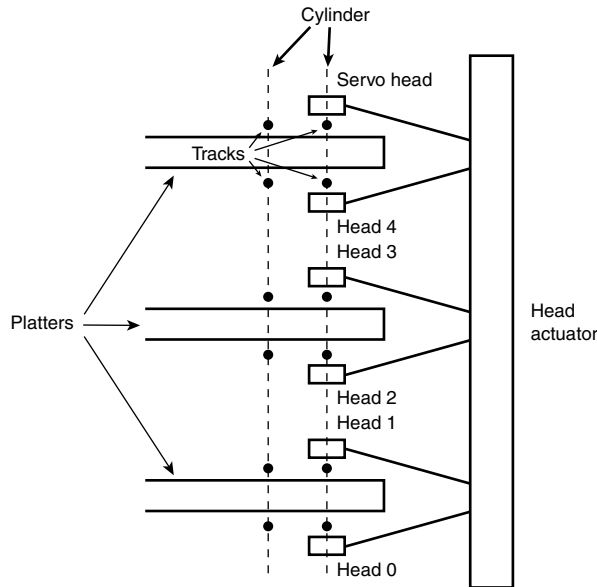 Cylinder
Servo head
Tracks
Head 4
Head 3
Platters
Head
actuator
Head 2
Head 1
Head 0